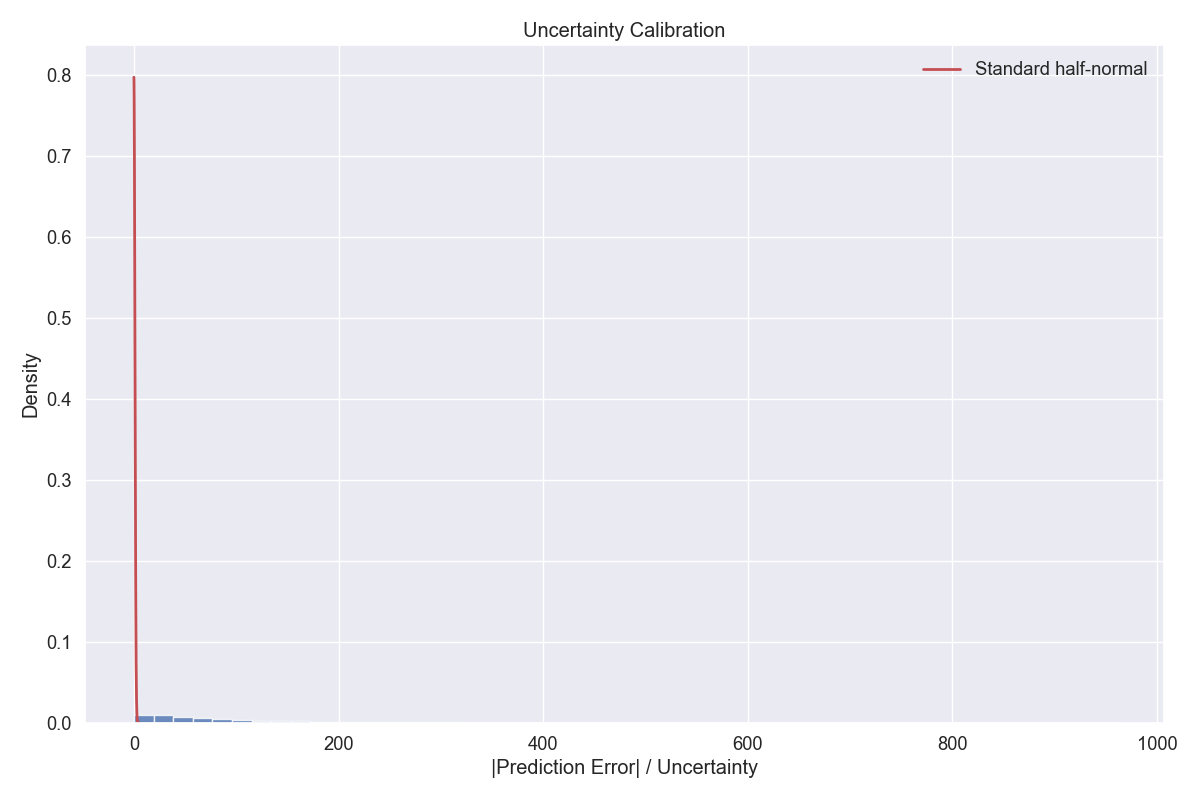 Uncertainty Calibration
Standard half-normal
Density
0.8
0.7
0.6
0.5
0.4
0.3
0.2
0.1
0.0
0 200 400 600 800 1000
|Prediction Error| / Uncertainty